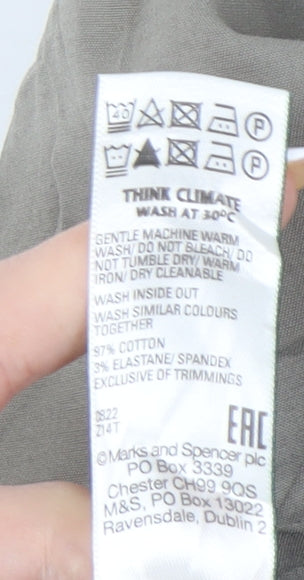 40 P
P
THINK CLIMATE
WASH AT 30°C
GENTLE MACHINE WARM
WASH/ DO NOT BLEACH/ DO
NOT TUMBLE DRY/ WARM
IRON/ DRY CLEANABLE
WASH INSIDE OUT
WASH SIMILAR COLOURS
TOGETHER
97% COTTON
3% ELASTANE/ SPANDEX
EXCLUSIVE OF TRIMMINGS
0822
Z14T
EAC
©Marks and Spencer plc
PO Box 3339
Chester CH99 9QS
M&S, PO Box 13022
Ravensdale, Dublin 2